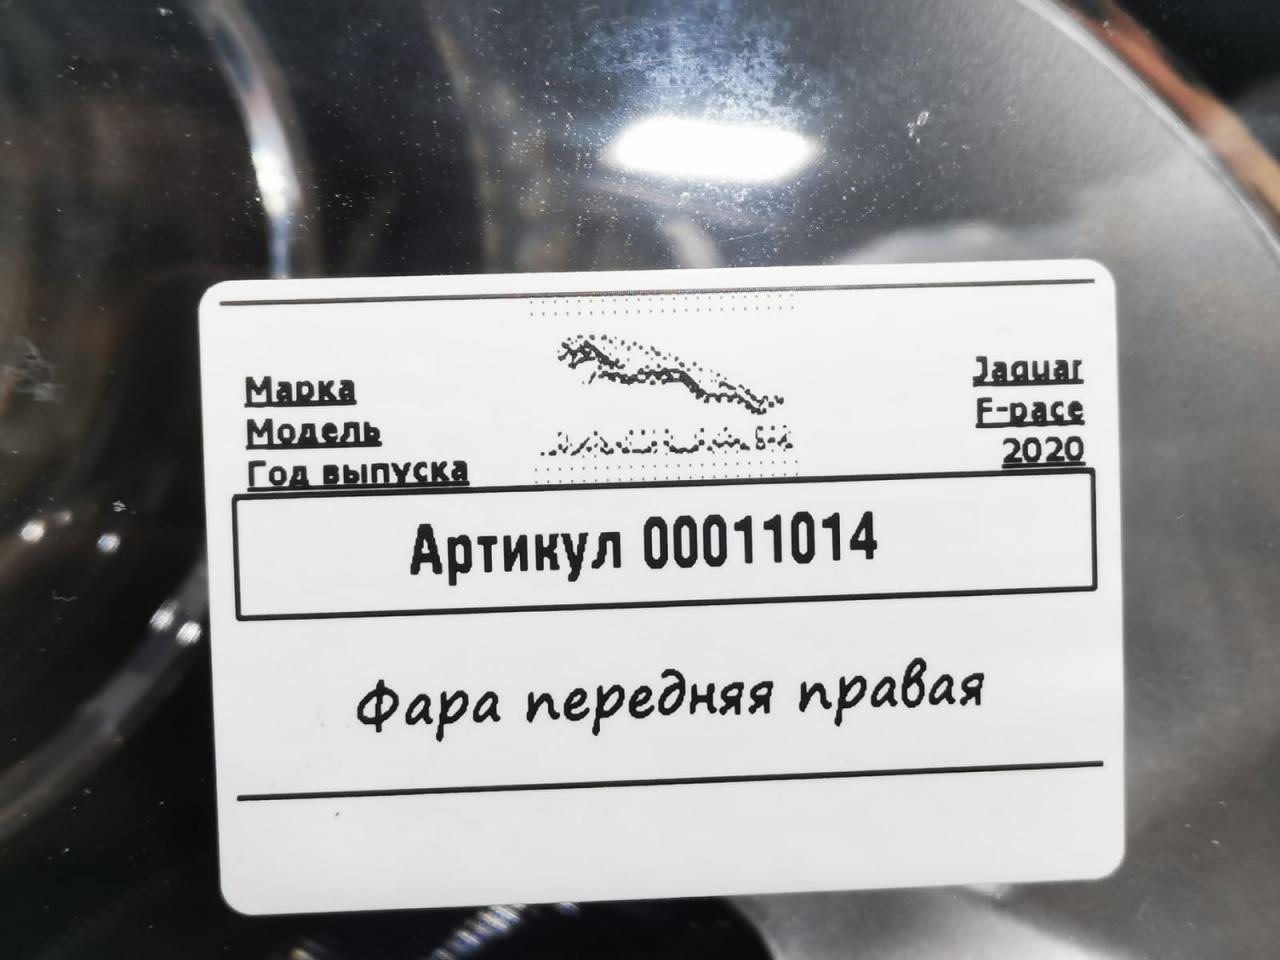 Марка Jaguar
Модель F-pace
Год выпуска 2020
Артикул 00011014
Фара передняя правая